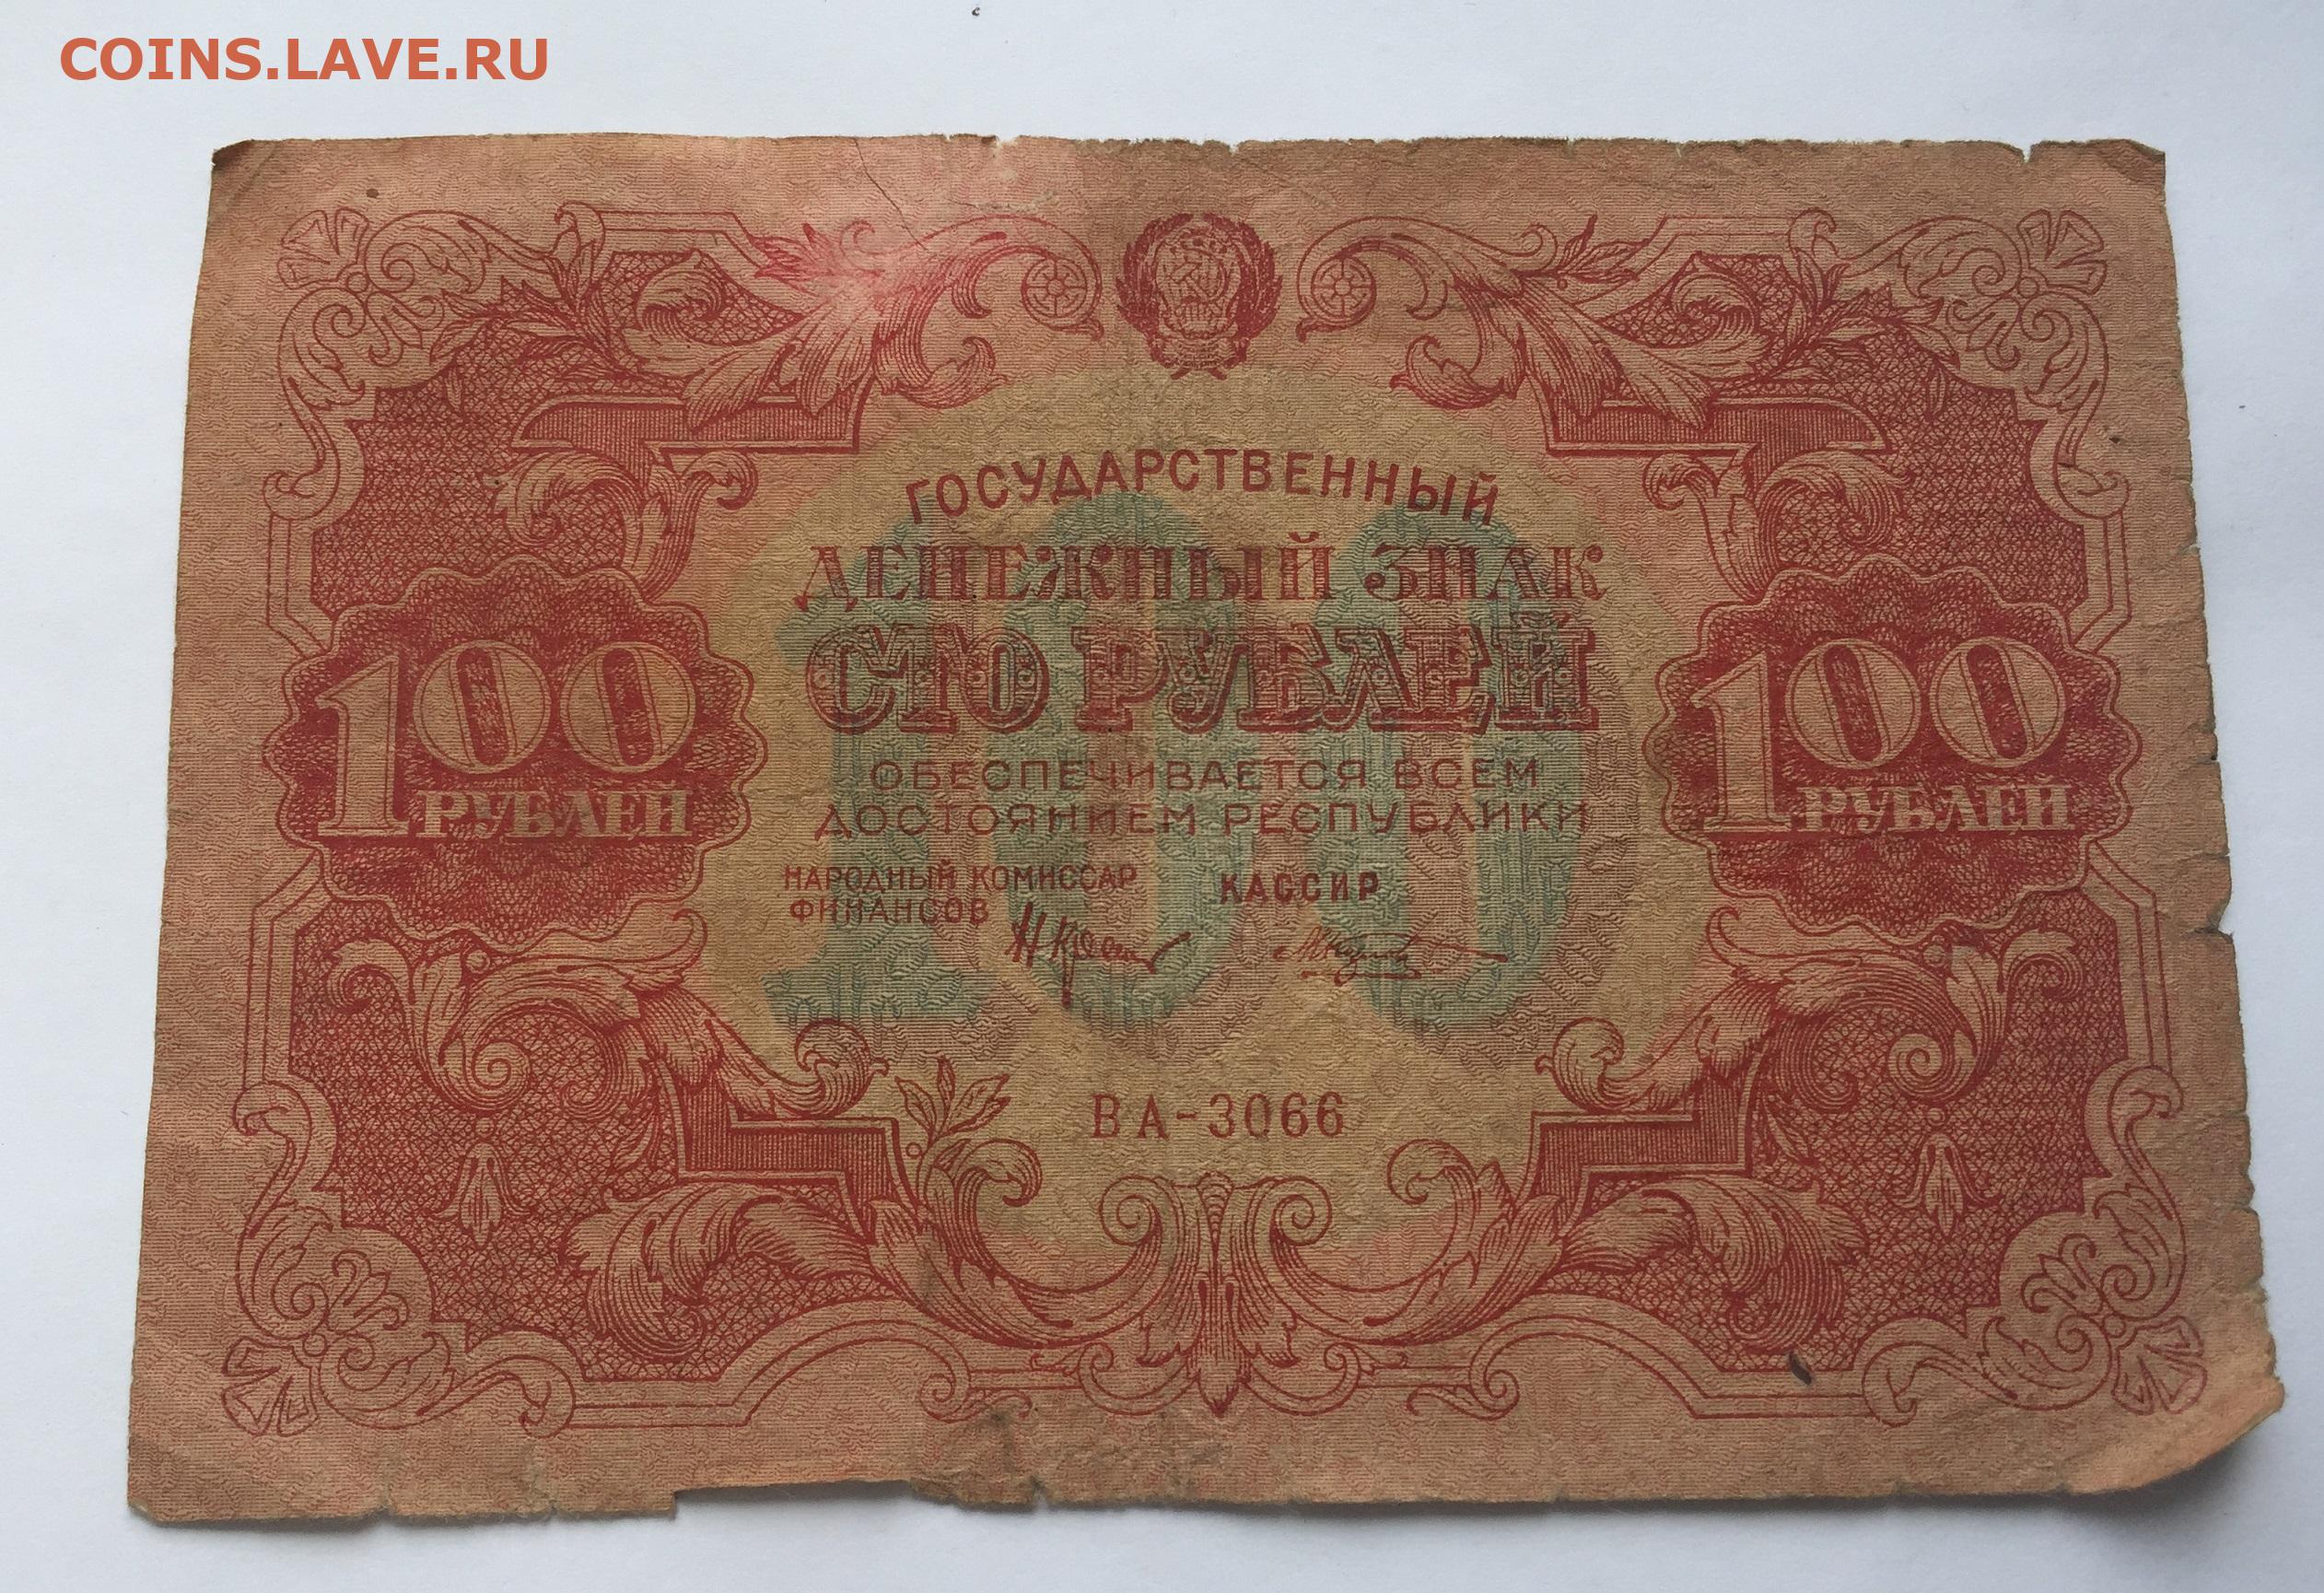 COINS.LAVE.RU
ГОСУДАРСТВЕННЫЙ
ДЕНЕЖНЫЙ ЗНАК
СТО РУБЛЕЙ
100
100
РУБЛЕЙ
100
РУБЛЕЙ
ОБЕСПЕЧИВАЕТСЯ ВСЕМ
ДОСТОЯНИЕМ РЕСПУБЛИКИ
НАРОДНЫЙ КОМИССАР
ФИНАНСОВ
КАССИР
ВА-3066